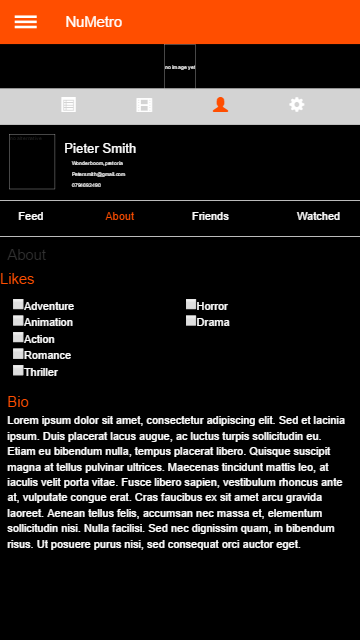 NuMetro
no image yet
Pieter Smith
Wonderboom, pretoria
Petersmith@gmail.com
0791693490
Feed About Friends Watched
About
Likes
Adventure Horror
Animation Drama
Action
Romance
Thriller
Bio
Lorem ipsum dolor sit amet, consectetur adipiscing elit. Sed et lacinia
ipsum. Duis placerat lacus augue, ac luctus turpis sollicitudin eu.
Etiam eu bibendum nulla, tempus placerat libero. Quisque suscipit
magna at tellus pulvinar ultrices. Maecenas tincidunt mattis leo, at
iaculis velit porta vitae. Fusce libero sapien, vestibulum rhoncus ante
at, vulputate congue erat. Cras faucibus ex sit amet arcu gravida
laoreet. Aenean tellus felis, accumsan nec massa et, elementum
sollicitudin nisi. Nulla facilisi. Sed nec dignissim quam, in bibendum
risus. Ut posuere purus nisi, sed consequat orci auctor eget.